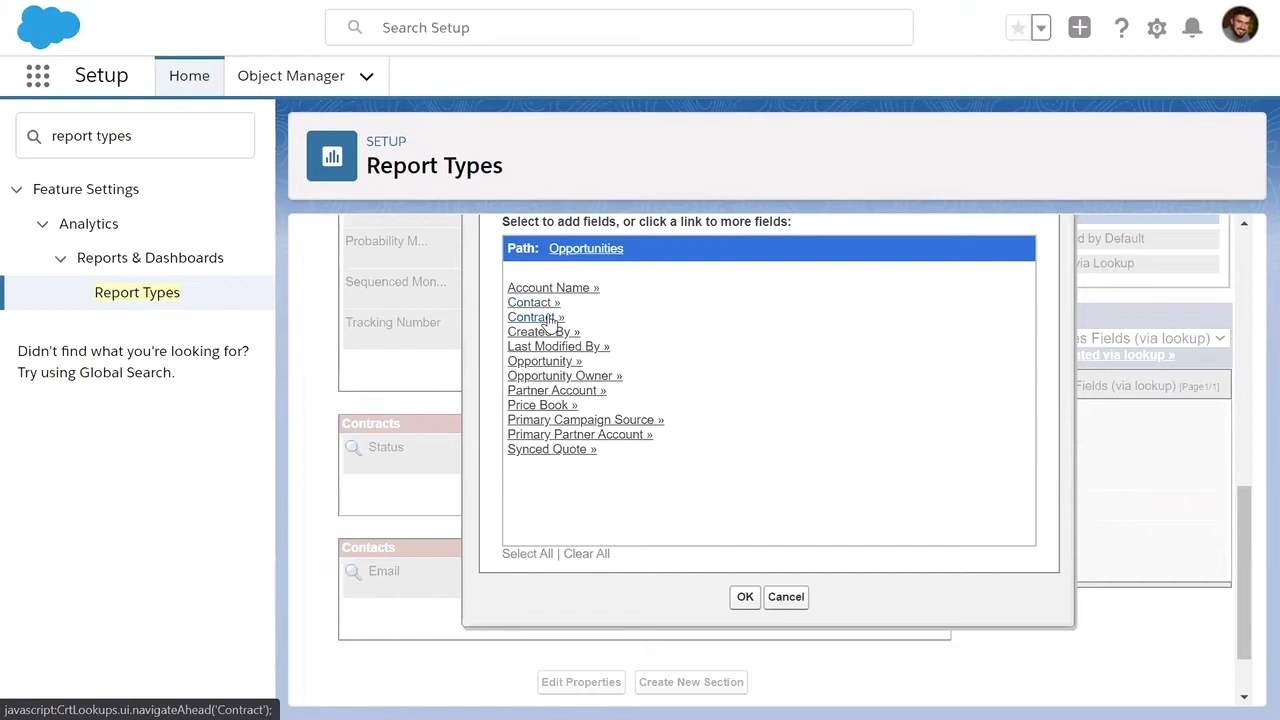 Search Setup
Setup
Home
Object Manager
report types
Feature Settings
Analytics
Reports & Dashboards
Report Types
Didn't find what you're looking for?
Try using Global Search.
SETUP
Report Types
Probability M...
Sequenced Mon...
Tracking Number
Contracts
Status
Contacts
Email
Select to add fields, or click a link to more fields:
Path: Opportunities
Account Name »
Contact »
Contract »
Created By »
Last Modified By »
Opportunity »
Opportunity Owner »
Partner Account »
Price Book »
Primary Campaign Source »
Primary Partner Account »
Synced Quote »
Select All | Clear All
OK
Cancel
d by Default
via Lookup
s Fields (via lookup)
ted via lookup »
Fields (via lookup) [Page1/1]
Edit Properties
Create New Section
javascript:CrtLookups.ui.navigateAhead('Contract');